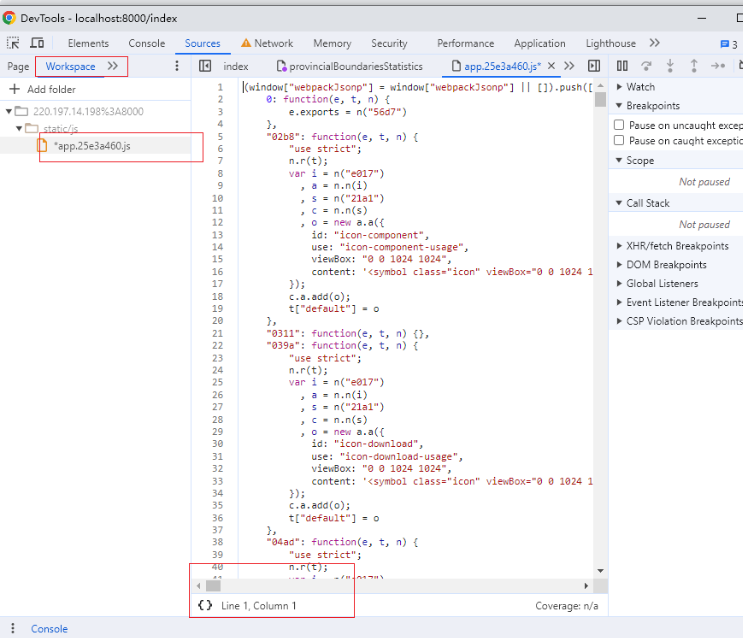 DevTools - localhost:8000/index
Elements Console Sources Network Memory Security Performance Application Lighthouse 3
Page Workspace
index provincialBoundariesStatistics app.25e3a460.js*
Add folder
220.197.14.198%3A8000
static/js
*app.25e3a460.js
1 (window["webpackJsonp"] = window["webpackJsonp"] || []).push([
2 0: function(e, t, n) {
3 e.exports = n("56d7")
4 },
5 "02b8": function(e, t, n) {
6 "use strict";
7 n.r(t);
8 var i = n("e017")
9 , a = n.n(i)
10 , s = n("21a1")
11 , c = n.n(s)
12 , o = new a.a({
13 id: "icon-component",
14 use: "icon-component-usage",
15 viewBox: "0 0 1024 1024",
16 content: '<symbol class="icon" viewBox="0 0 1024 1
17 });
18 c.a.add(o);
19 t["default"] = o
20 },
21 "0311": function(e, t, n) {},
22 "039a": function(e, t, n) {
23 "use strict";
24 n.r(t);
25 var i = n("e017")
26 , a = n.n(i)
27 , s = n("21a1")
28 , c = n.n(s)
29 , o = new a.a({
30 id: "icon-download",
31 use: "icon-download-usage",
32 viewBox: "0 0 1024 1024",
33 content: '<symbol class="icon" viewBox="0 0 1024 1
34 });
35 c.a.add(o);
36 t["default"] = o
37 },
38 "04ad": function(e, t, n) {
39 "use strict";
40 n.r(t);
41 var i = n("e017")
{} Line 1, Column 1
Coverage: n/a
Watch
Breakpoints
Pause on uncaught excep
Pause on caught exceptic
Scope
Not paused
Call Stack
Not paused
XHR/fetch Breakpoints
DOM Breakpoints
Global Listeners
Event Listener Breakpoints
CSP Violation Breakpoints
Console